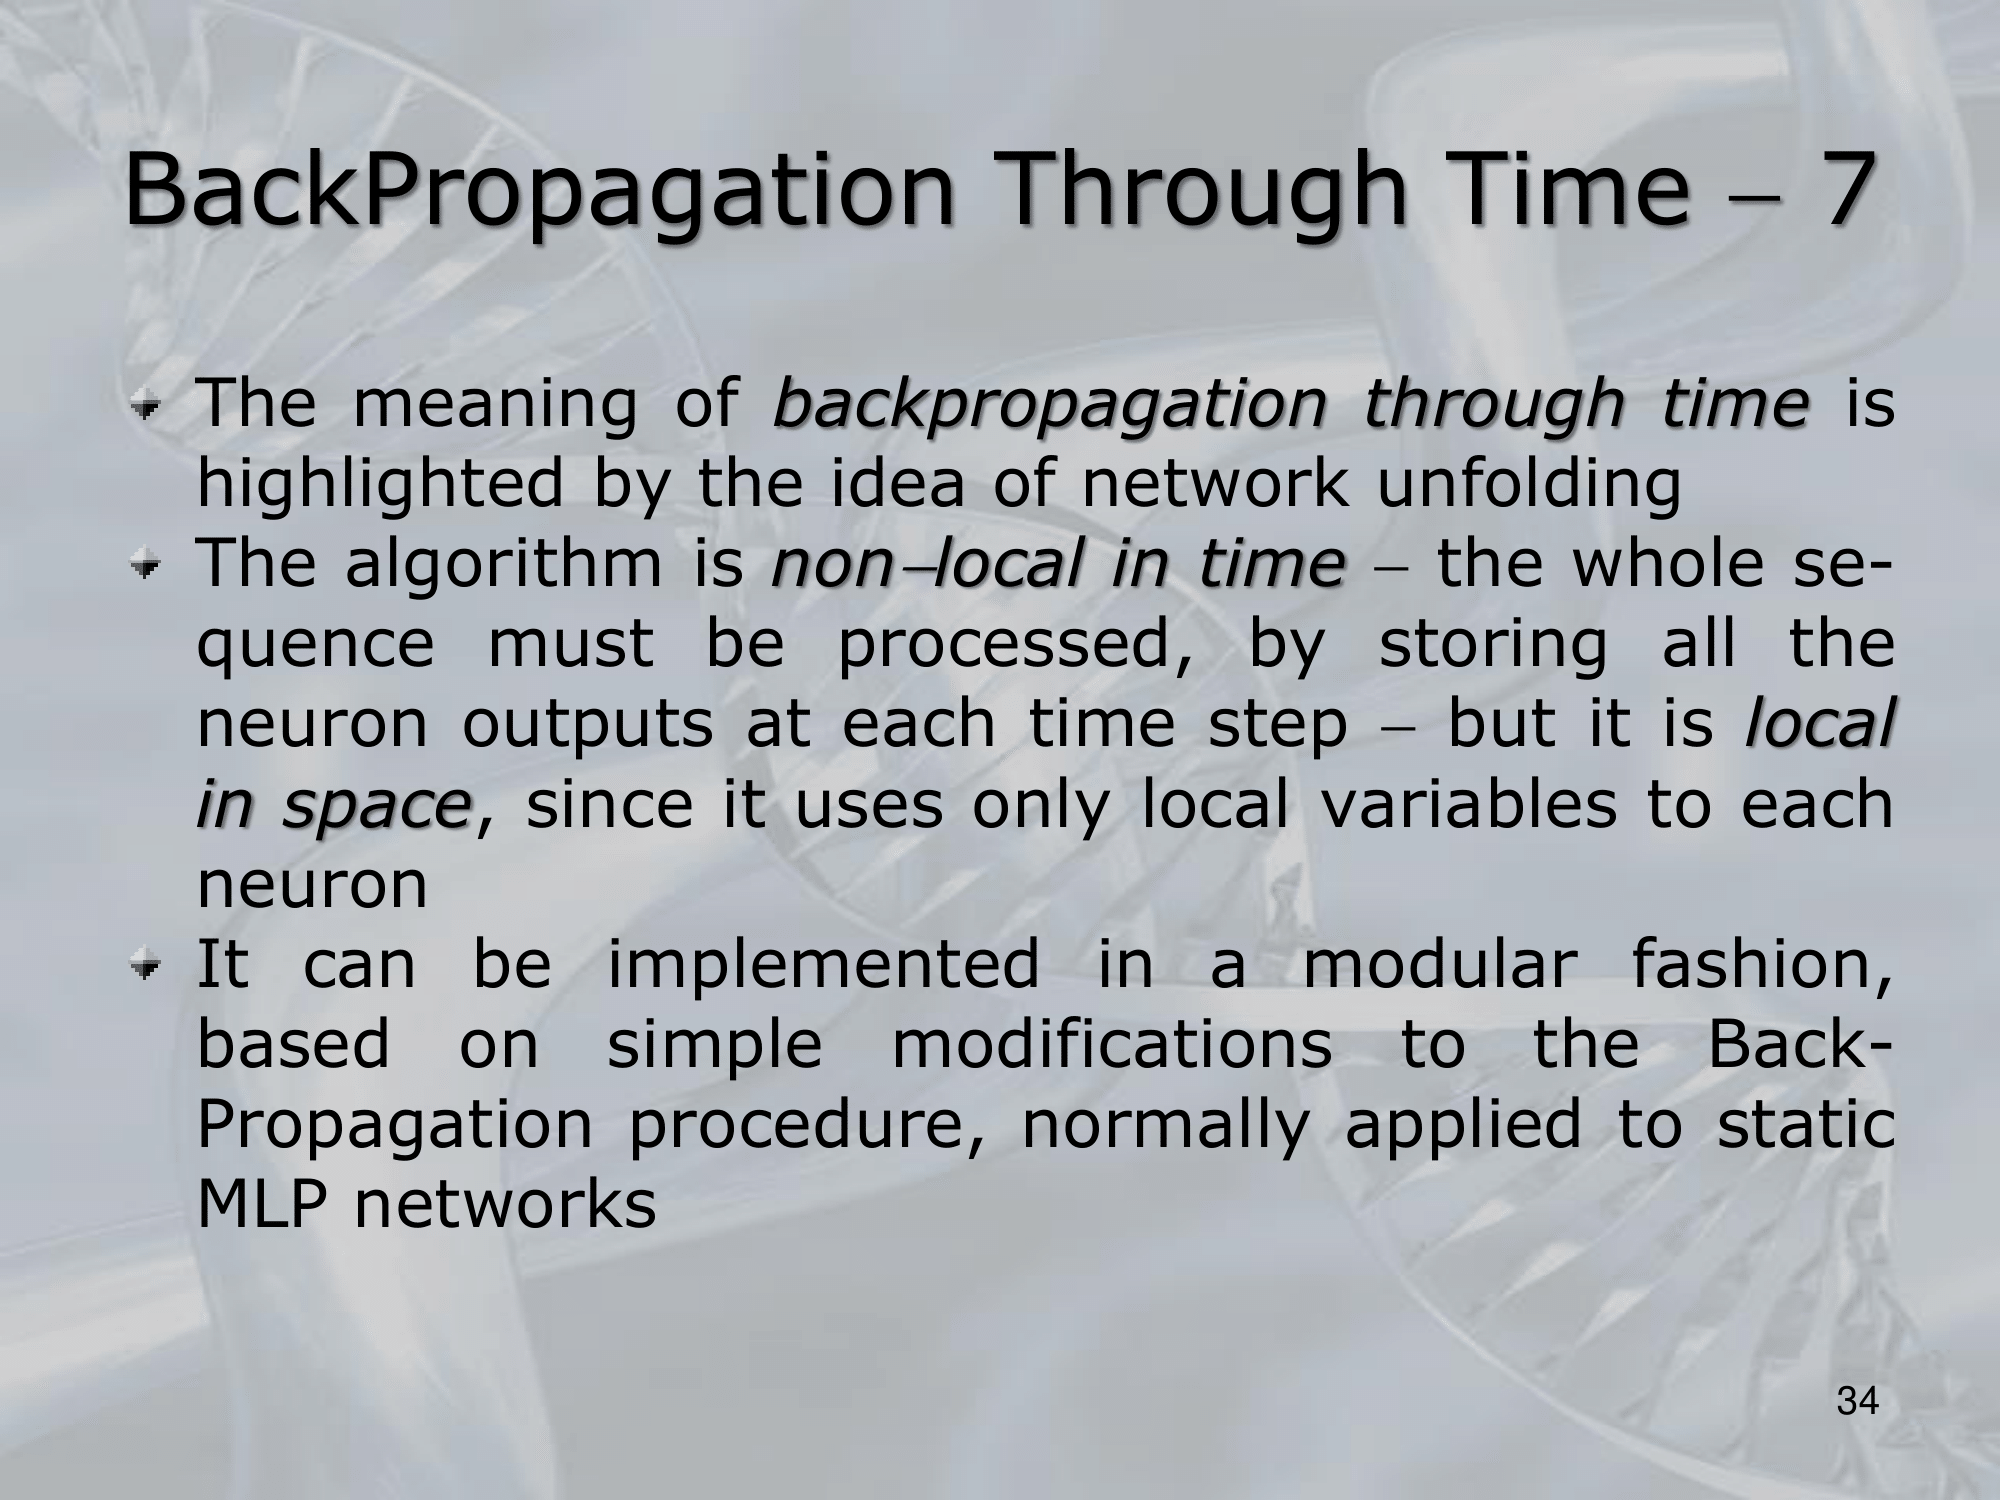 BackPropagation Through Time – 7
The meaning of backpropagation through time is
highlighted by the idea of network unfolding
The algorithm is non–local in time – the whole se-
quence must be processed, by storing all the
neuron outputs at each time step – but it is local
in space, since it uses only local variables to each
neuron
It can be implemented in a modular fashion,
based on simple modifications to the Back-
Propagation procedure, normally applied to static
MLP networks
34